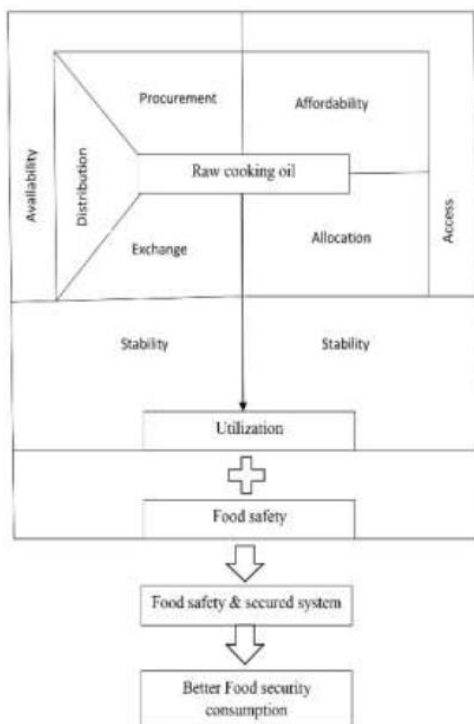 Procurement
Affordability
Availability
Distribution
Raw cooking oil
Access
Exchange
Allocation
Stability
Stability
Utilization
Food safety
Food safety & secured system
Better Food security
consumption